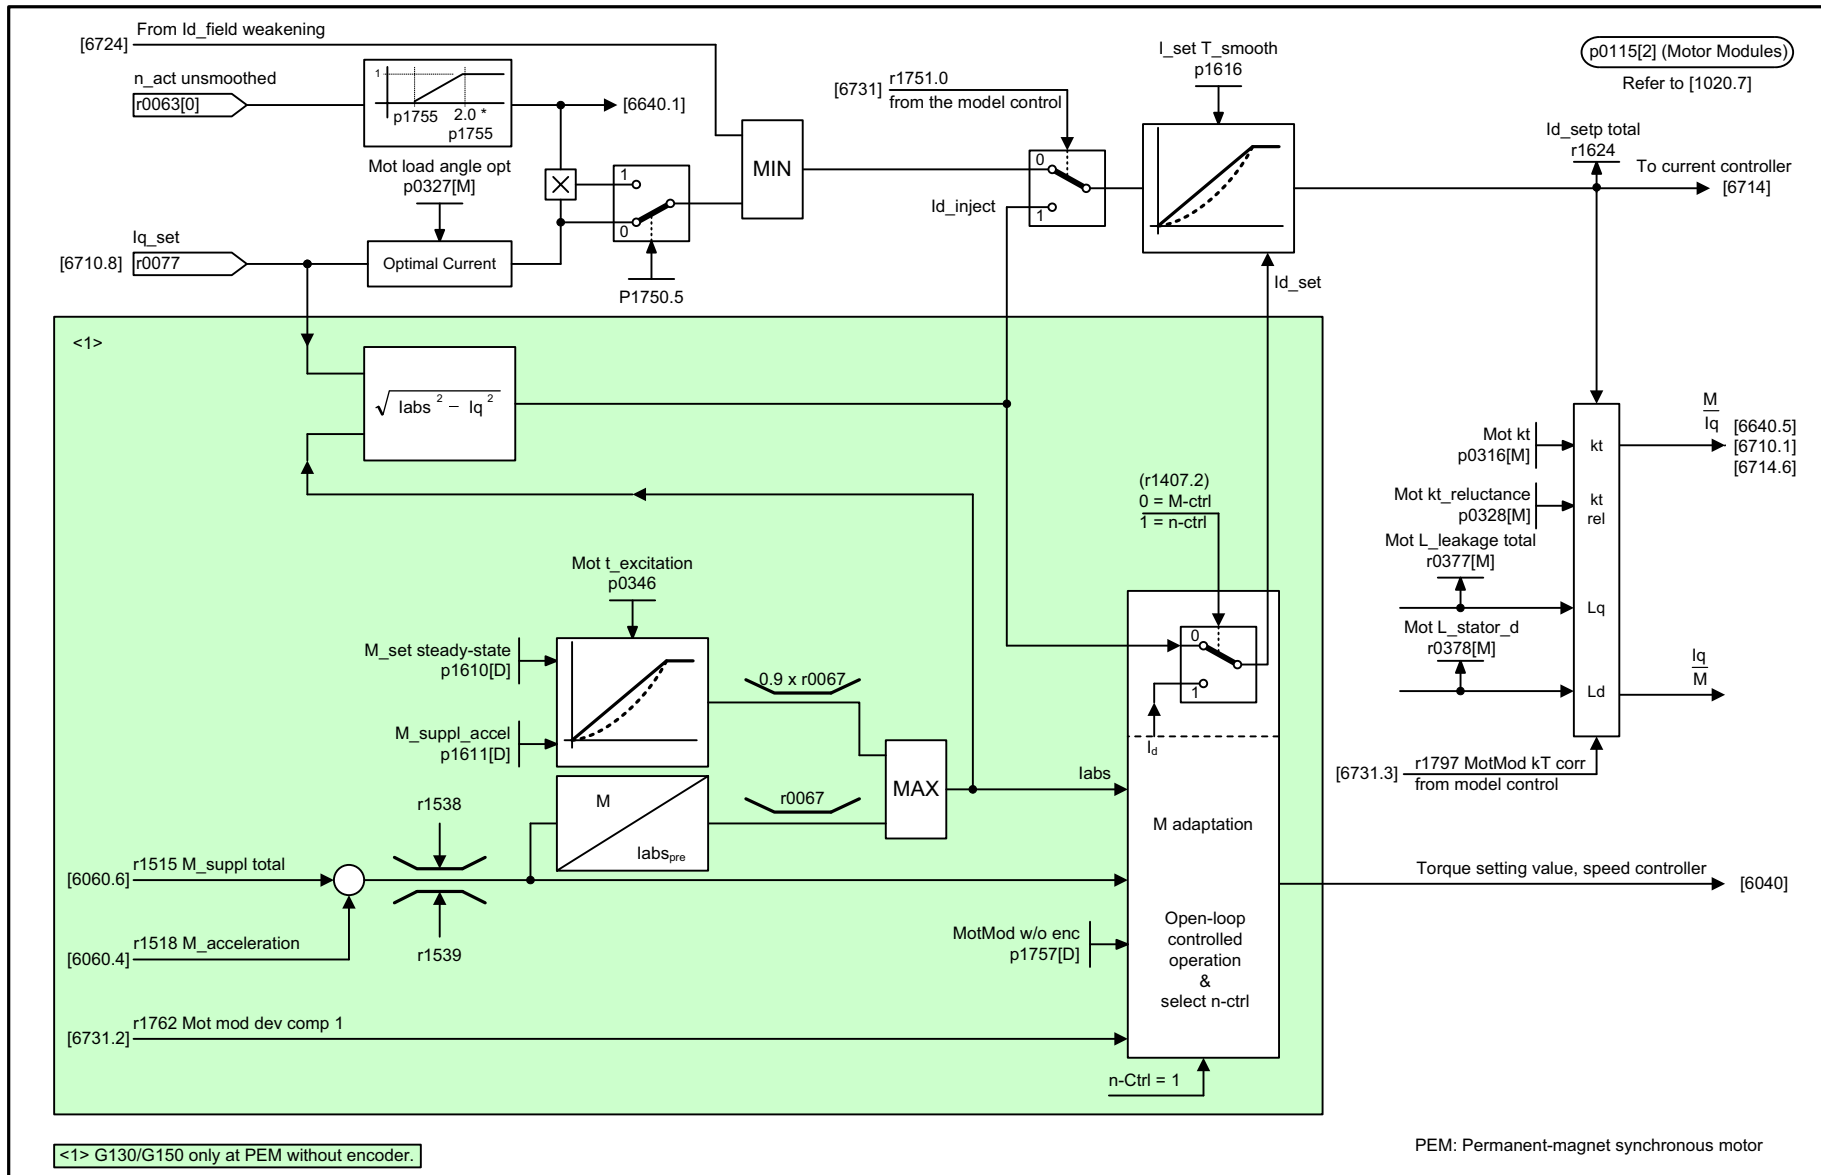 From Id_field weakening
[6724]
n_act unsmoothed
r0063[0]
1
p1755
2.0 *
p1755
[6640.1]
Mot load angle opt
p0327[M]
Iq_set
[6710.8]
r0077
Optimal Current
1
0
P1750.5
MIN
[6731]
r1751.0
from the model control
0
1
Id_inject
I_set T_smooth
p1616
Id_set
p0115[2] (Motor Modules)
Refer to [1020.7]
Id_setp total
r1624
To current controller
[6714]
<1>
√ Iabs ² − Iq ²
(r1407.2)
0 = M-ctrl
1 = n-ctrl
Mot t_excitation
p0346
M_set steady-state
p1610[D]
M_suppl_accel
p1611[D]
0.9 x r0067
M
Iabspre
r0067
MAX
Iabs
0
1
Id
M adaptation
Open-loop
controlled
operation
&
select n-ctrl
r1538
r1539
[6060.6]
r1515 M_suppl total
[6060.4]
r1518 M_acceleration
MotMod w/o enc
p1757[D]
[6731.2]
r1762 Mot mod dev comp 1
n-Ctrl = 1
Mot kt
p0316[M]
Mot kt_reluctance
p0328[M]
Mot L_leakage total
r0377[M]
Mot L_stator_d
r0378[M]
kt
kt
rel
Lq
Ld
M
Iq
[6640.5]
[6710.1]
[6714.6]
Iq
M
[6731.3]
r1797 MotMod kT corr
from model control
Torque setting value, speed controller
[6040]
<1> G130/G150 only at PEM without encoder.
PEM: Permanent-magnet synchronous motor